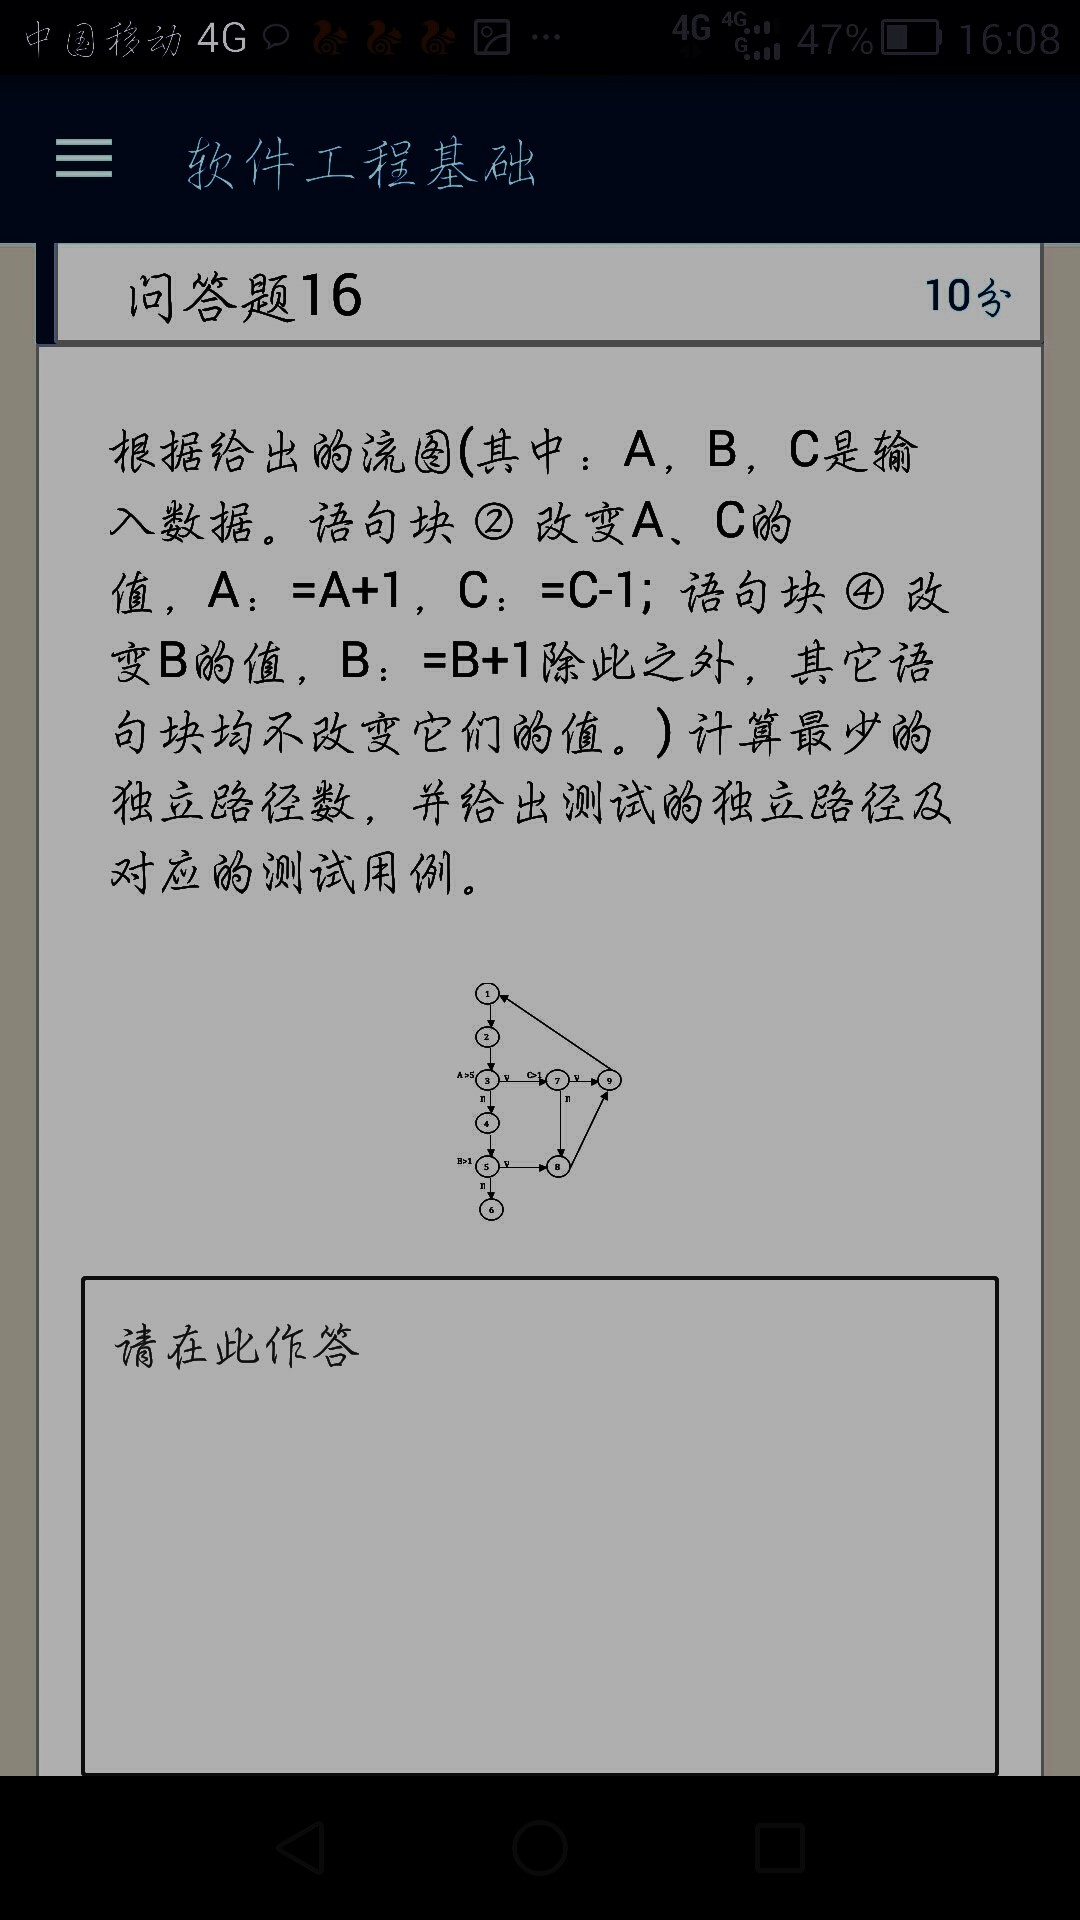 中国移动 4G ... 4G 4G G 47% 16:08
软件工程基础
问答题16 10分
根据给出的流图(其中：A，B，C是输
入数据。语句块 ② 改变A、C的
值，A：=A+1，C：=C-1; 语句块 ④ 改
变B的值，B：=B+1除此之外，其它语
句块均不改变它们的值。) 计算最少的
独立路径数，并给出测试的独立路径及
对应的测试用例。
1
2
A>5 3 y C>1 7 y 9
n n
4
B>1 5 y 8
n
6
请在此作答